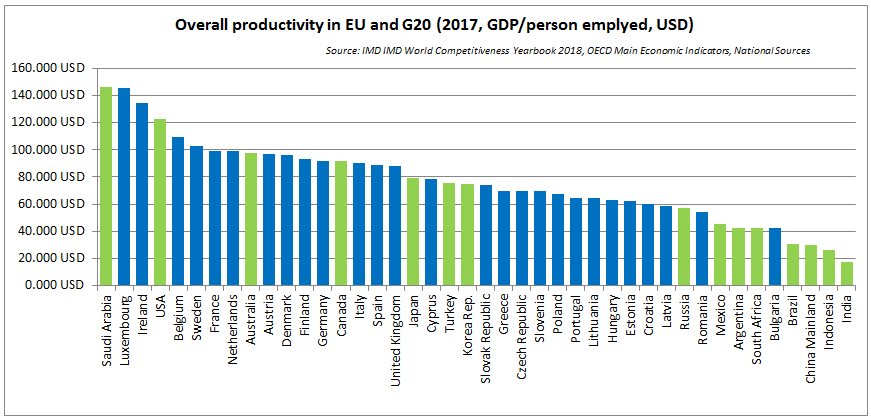 Overall productivity in EU and G20 (2017, GDP/person emplyed, USD)
Source: IMD IMD World Competitiveness Yearbook 2018, OECD Main Economic Indicators, National Sources
160.000 USD
140.000 USD
120.000 USD
100.000 USD
80.000 USD
60.000 USD
40.000 USD
20.000 USD
0.000 USD
Saudi Arabia
Luxembourg
Ireland
USA
Belgium
Sweden
France
Netherlands
Australia
Austria
Denmark
Finland
Germany
Canada
Italy
Spain
United Kingdom
Japan
Cyprus
Turkey
Korea Rep.
Slovak Republic
Greece
Czech Republic
Slovenia
Poland
Portugal
Lithuania
Hungary
Estonia
Croatia
Latvia
Russia
Romania
Mexico
Argentina
South Africa
Bulgaria
Brazil
China Mainland
Indonesia
India